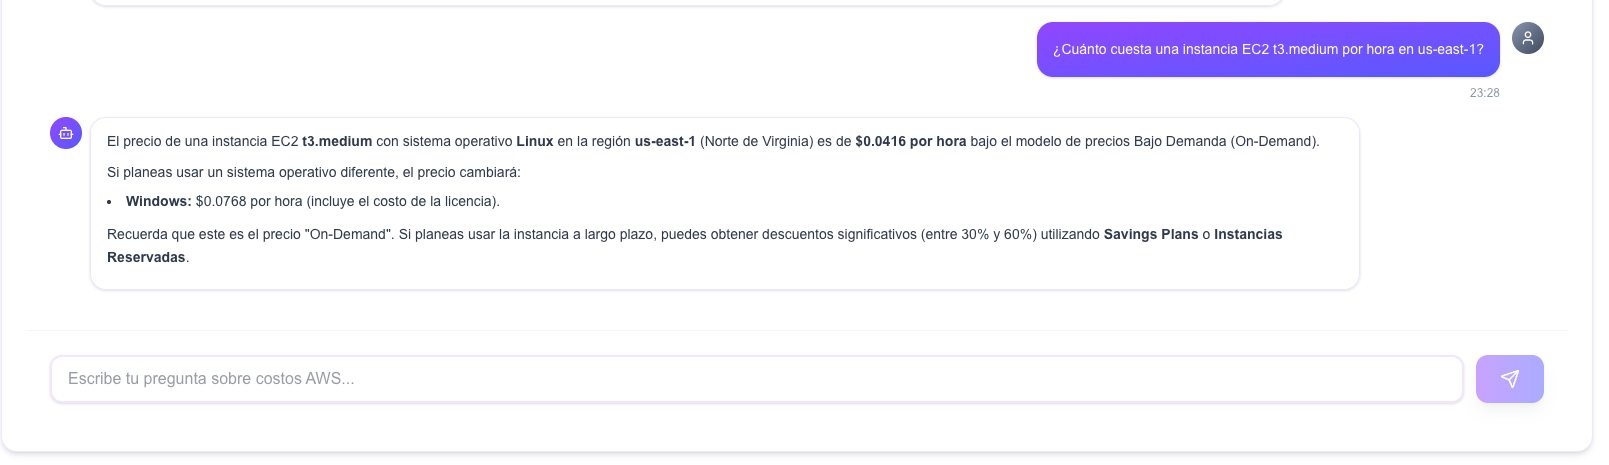 ¿Cuánto cuesta una instancia EC2 t3.medium por hora en us-east-1?
23:28
El precio de una instancia EC2 t3.medium con sistema operativo Linux en la región us-east-1 (Norte de Virginia) es de $0.0416 por hora bajo el modelo de precios Bajo Demanda (On-Demand).
Si planeas usar un sistema operativo diferente, el precio cambiará:
• Windows: $0.0768 por hora (incluye el costo de la licencia).
Recuerda que este es el precio "On-Demand". Si planeas usar la instancia a largo plazo, puedes obtener descuentos significativos (entre 30% y 60%) utilizando Savings Plans o Instancias
Reservadas.
Escribe tu pregunta sobre costos AWS...